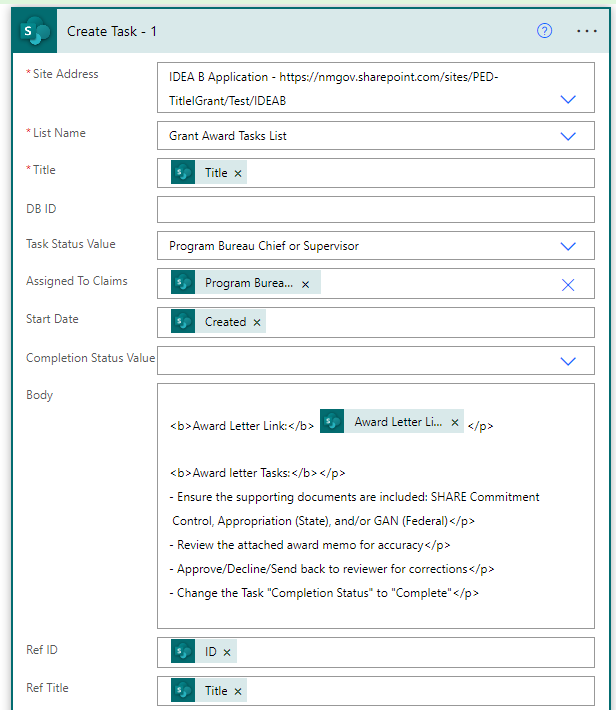 Create Task - 1
* Site Address
IDEA B Application - https://nmgov.sharepoint.com/sites/PED-
TitleIGrant/Test/IDEAB
* List Name
Grant Award Tasks List
* Title
Title ×
DB ID
Task Status Value
Program Bureau Chief or Supervisor
Assigned To Claims
Program Burea... ×
Start Date
Created ×
Completion Status Value
Body
<b>Award Letter Link:</b> Award Letter Li... × </p>
<b>Award letter Tasks:</b></p>
- Ensure the supporting documents are included: SHARE Commitment
Control, Appropriation (State), and/or GAN (Federal)</p>
- Review the attached award memo for accuracy</p>
- Approve/Decline/Send back to reviewer for corrections</p>
- Change the Task "Completion Status" to "Complete"</p>
Ref ID
ID ×
Ref Title
Title ×